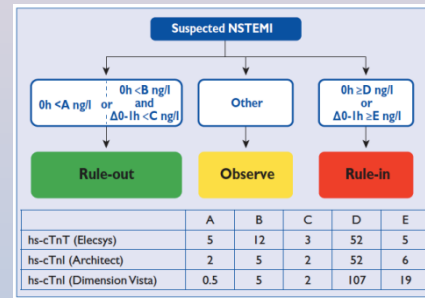 Suspected NSTEMI
0h <A ng/l or 0h <B ng/l
and
Δ0-1h <C ng/l
Other
0h ≥D ng/l
or
Δ0-1h ≥E ng/l
Rule-out
Observe
Rule-in
A B C D E
hs-cTnT (Elecsys) 5 12 3 52 5
hs-cTnI (Architect) 2 5 2 52 6
hs-cTnI (Dimension Vista) 0.5 5 2 107 19